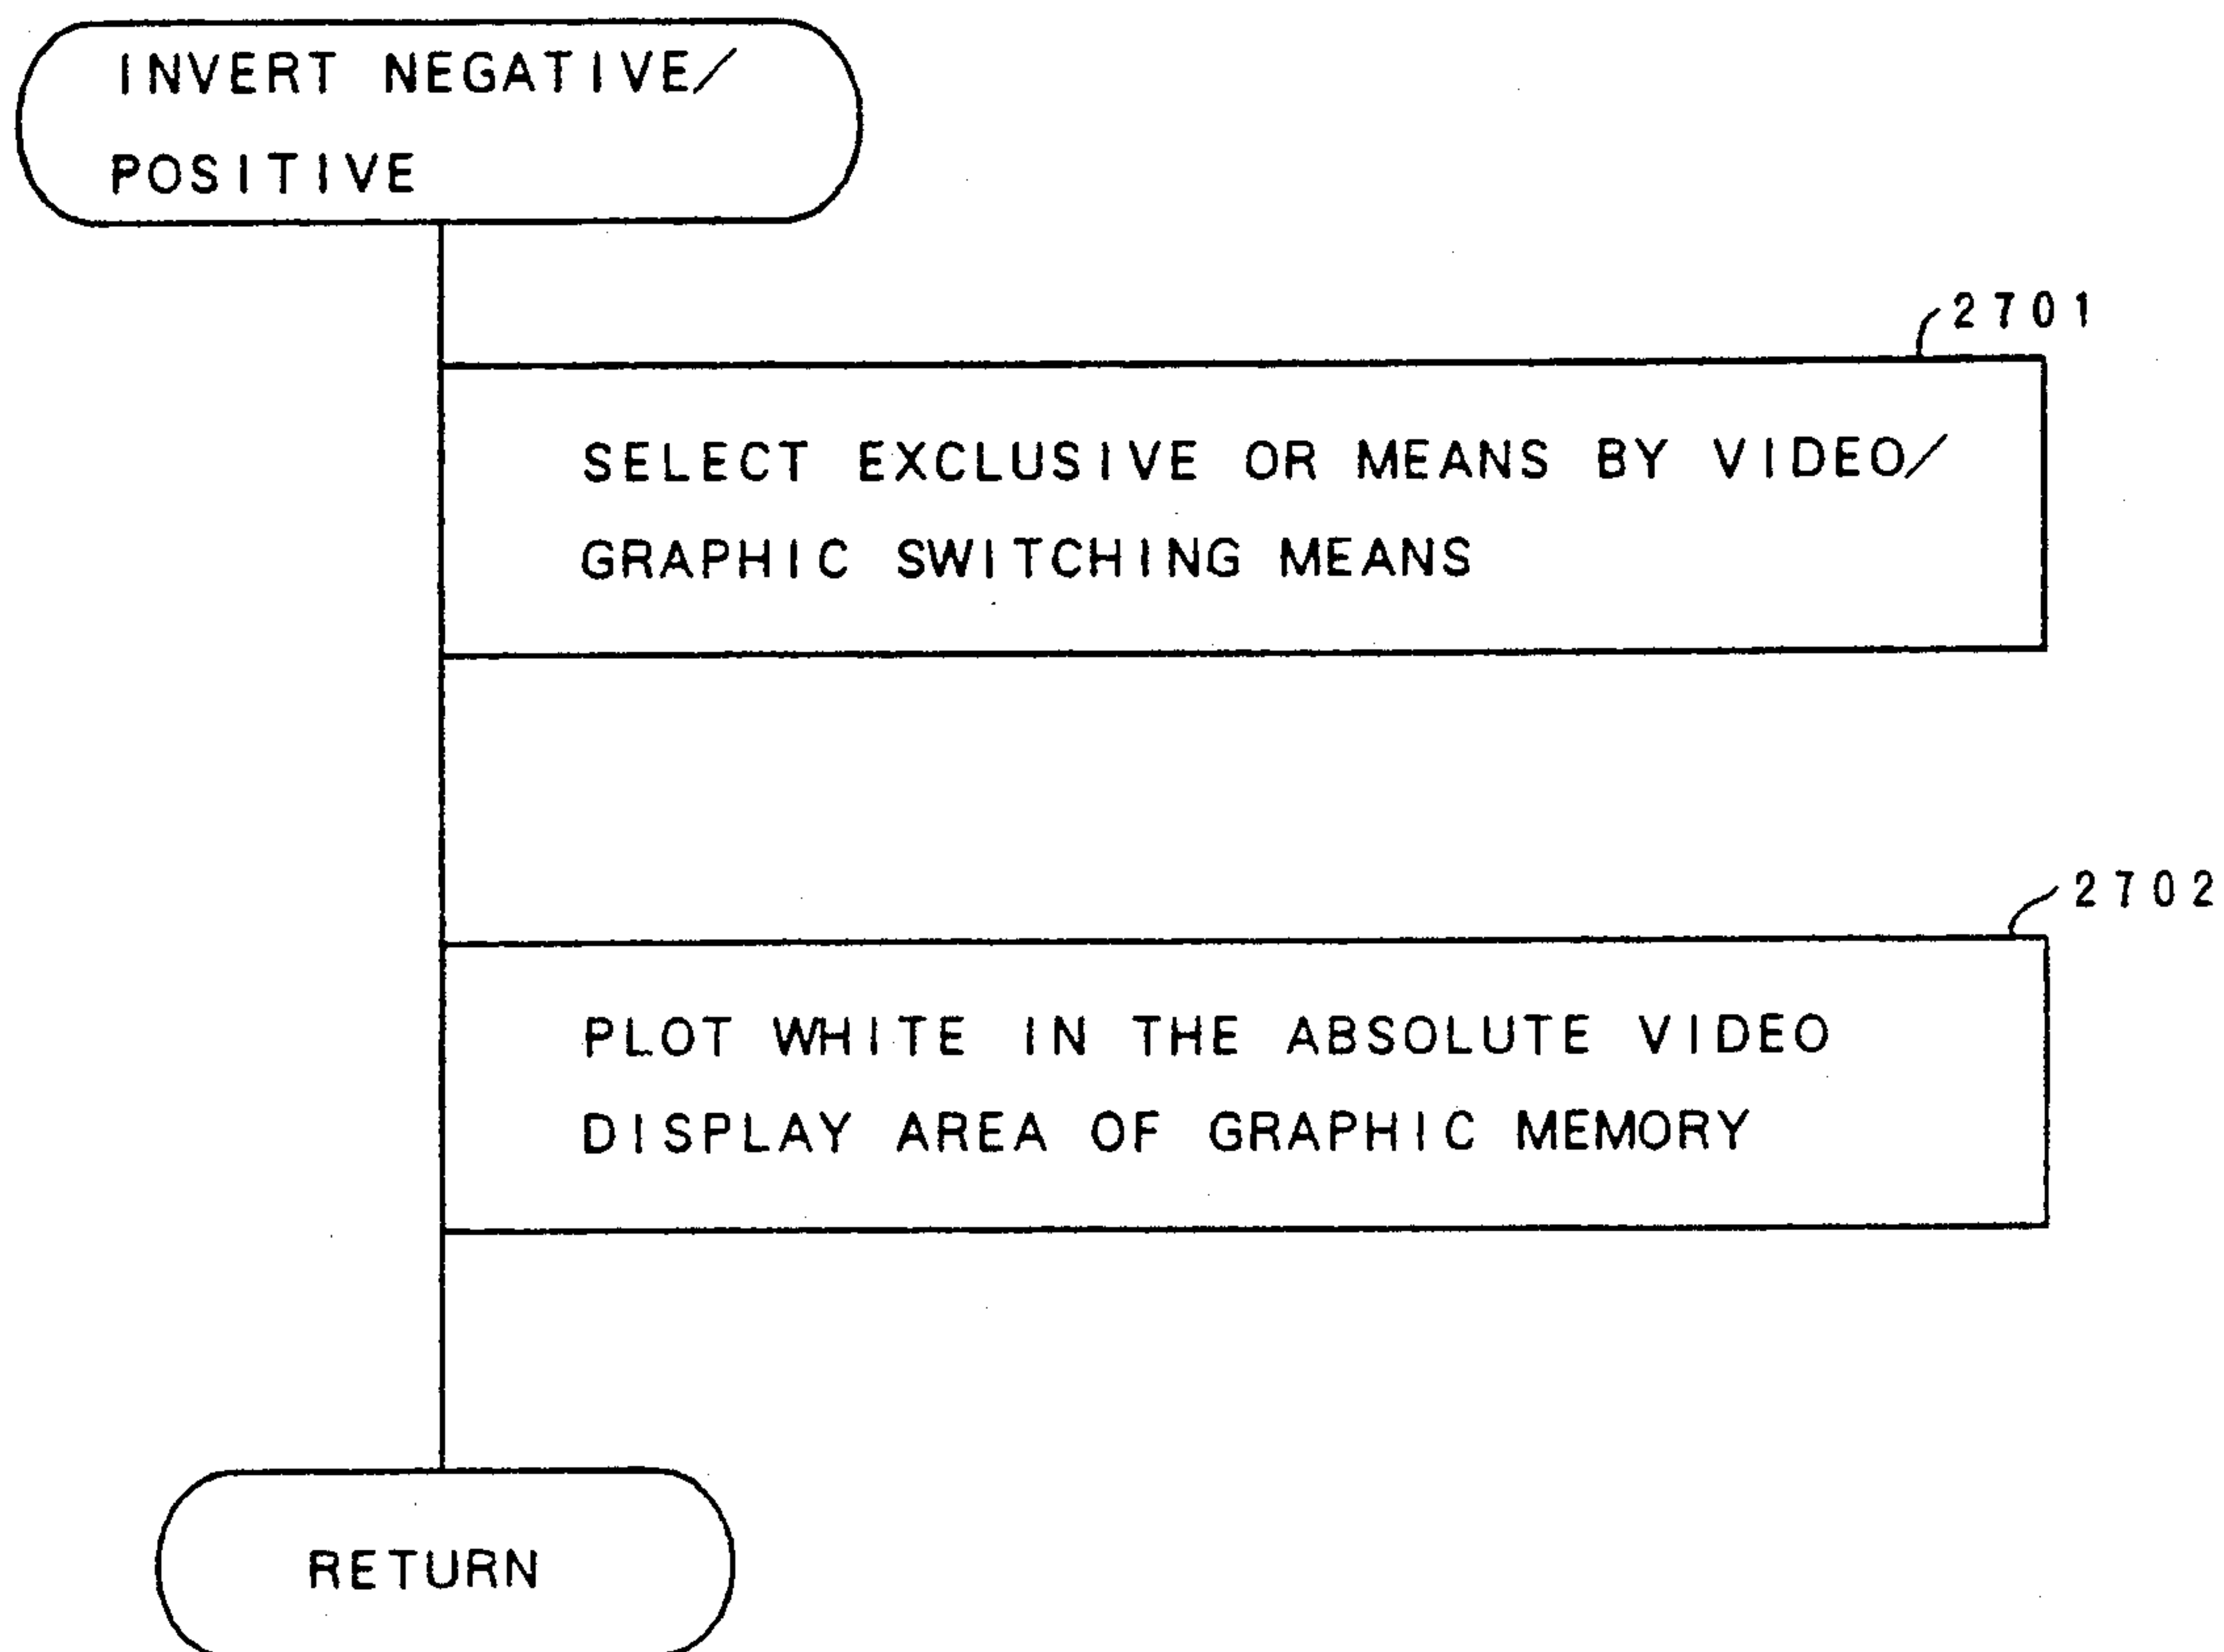 INVERT NEGATIVE/
POSITIVE
2701
SELECT EXCLUSIVE OR MEANS BY VIDEO/
GRAPHIC SWITCHING MEANS
2702
PLOT WHITE IN THE ABSOLUTE VIDEO
DISPLAY AREA OF GRAPHIC MEMORY
RETURN